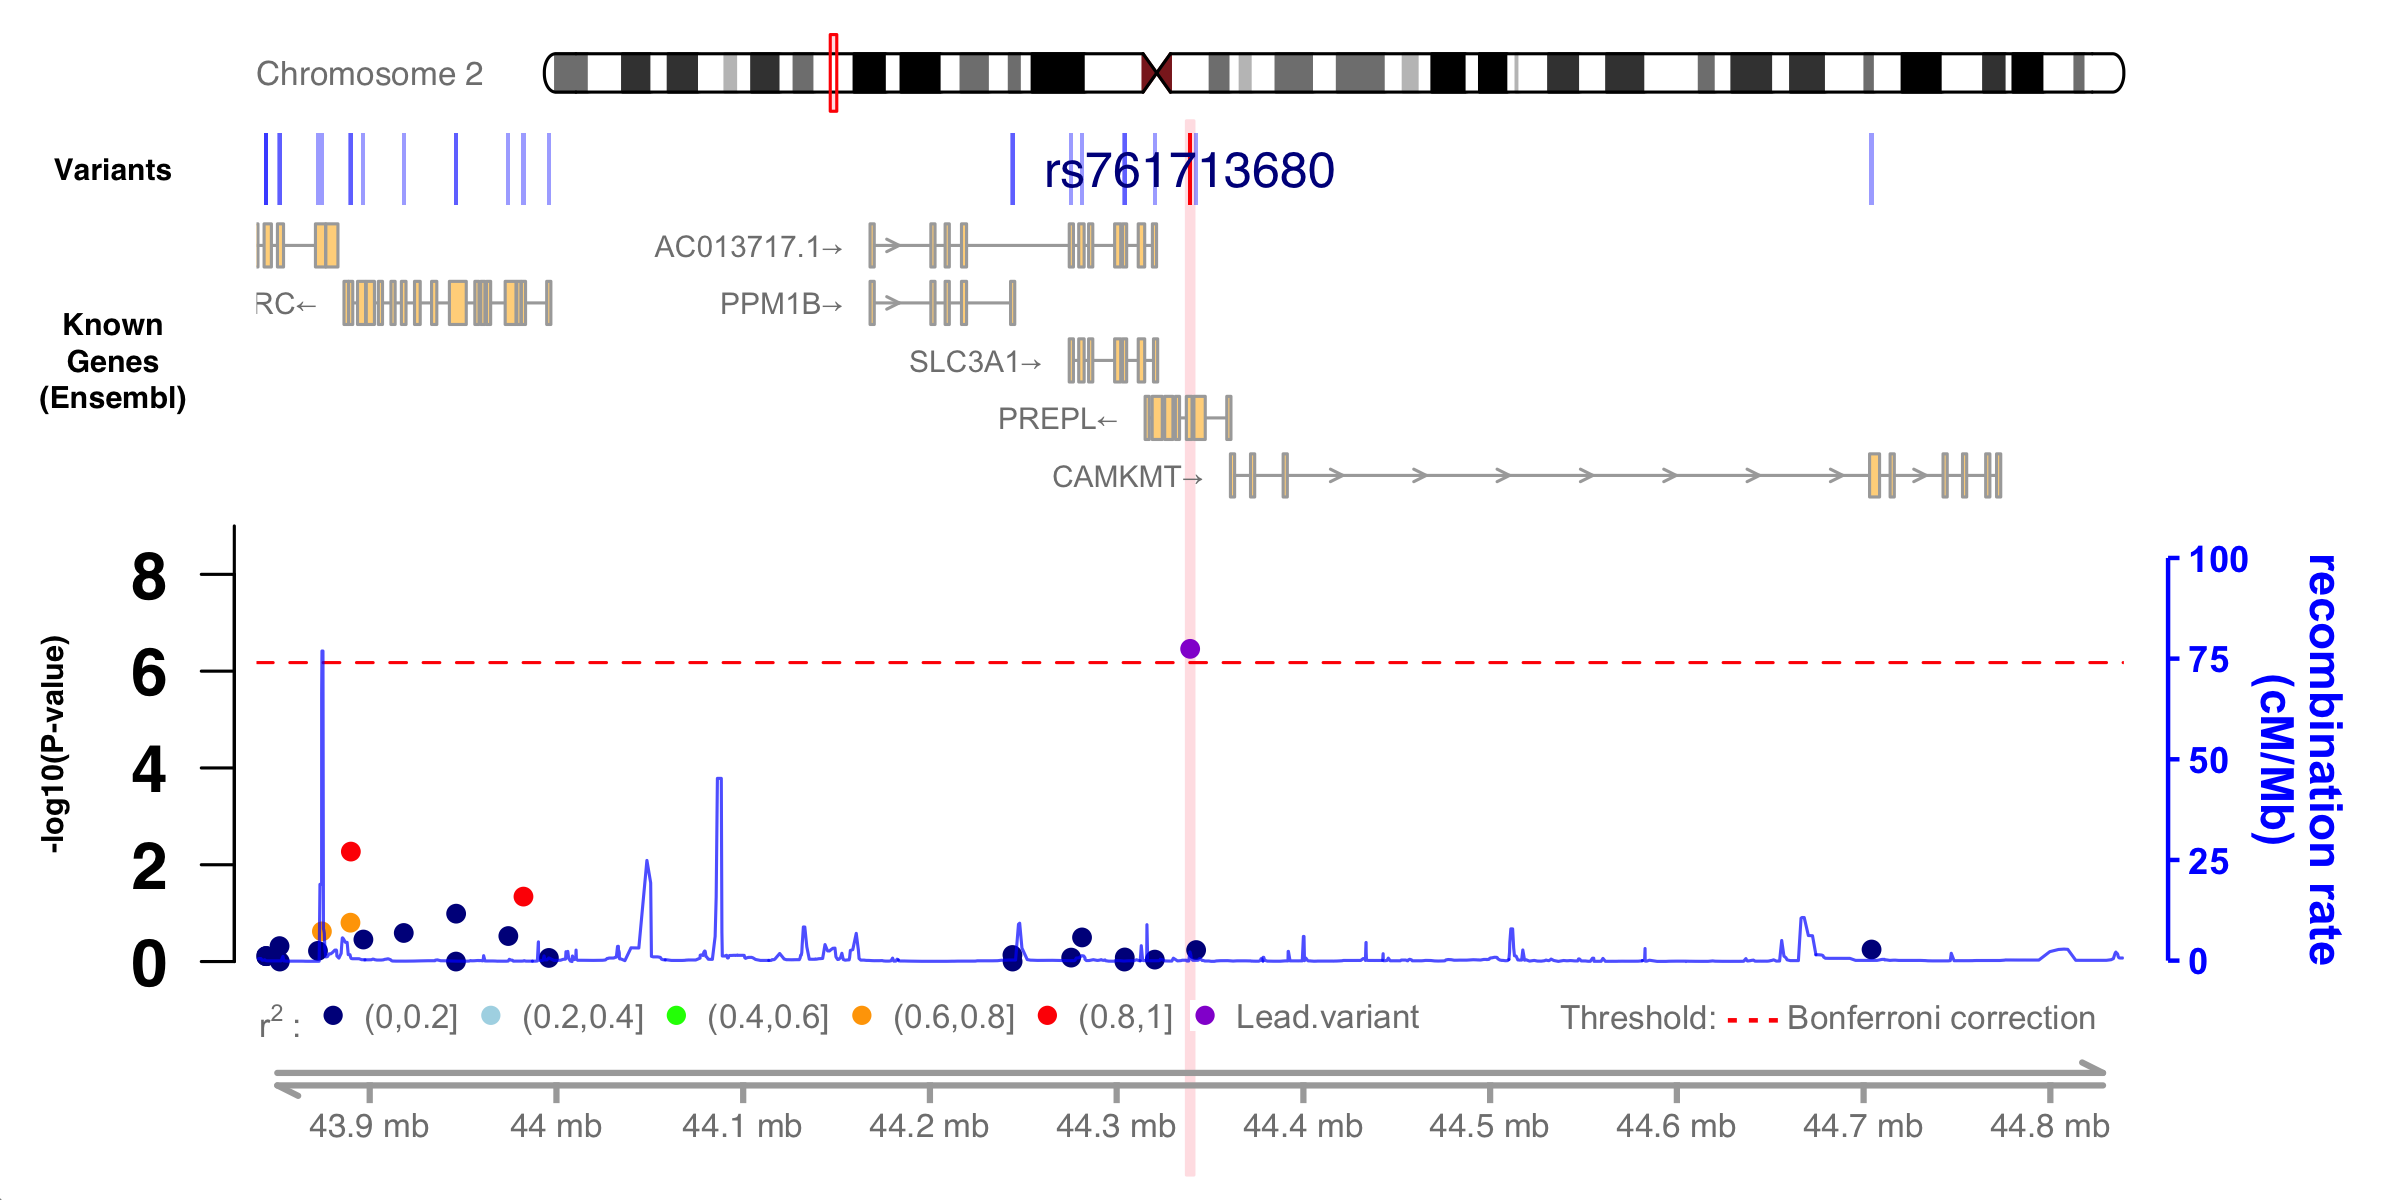 Chromosome 2
Variants
rs761713680
AC013717.1→
RC←
PPM1B→
Known
Genes
(Ensembl)
SLC3A1→
PREPL←
CAMKMT→
8
6
4
2
0
-log10(P-value)
100
75
50
25
0
recombination rate
(cM/Mb)
r2 : (0,0.2] (0.2,0.4] (0.4,0.6] (0.6,0.8] (0.8,1] Lead.variant Threshold: Bonferroni correction
43.9 mb 44 mb 44.1 mb 44.2 mb 44.3 mb 44.4 mb 44.5 mb 44.6 mb 44.7 mb 44.8 mb